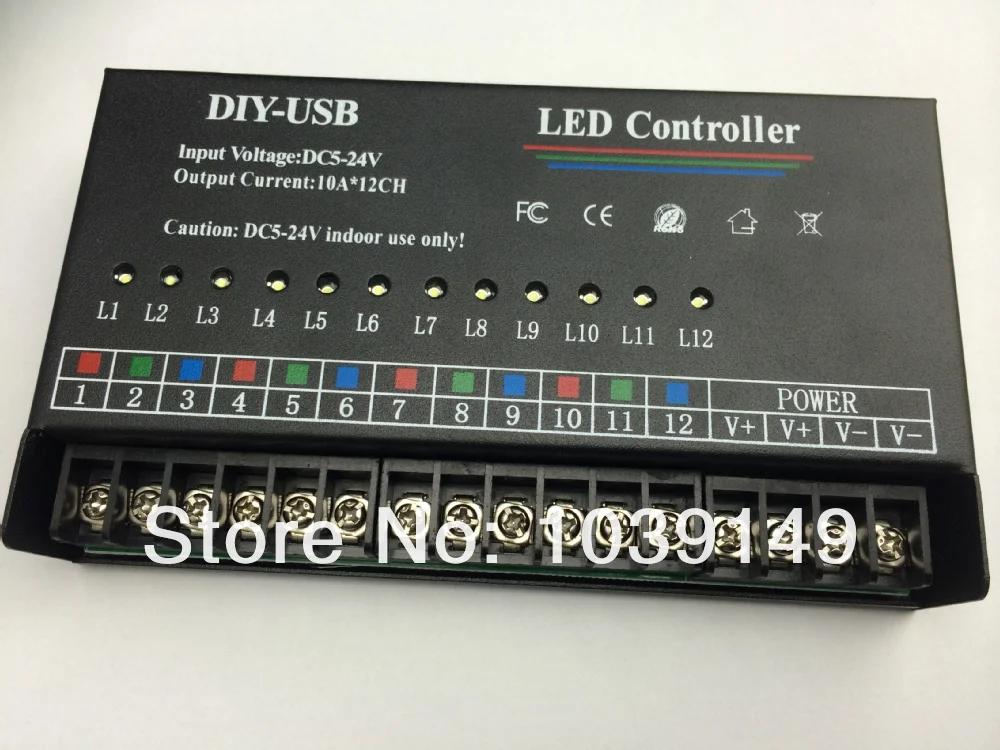 DIY-USB
LED Controller
Input Voltage:DC5-24V
Output Current:10A*12CH
FC CE RoHS
Caution: DC5-24V indoor use only!
L1 L2 L3 L4 L5 L6 L7 L8 L9 L10 L11 L12
POWER
1 2 3 4 5 6 7 8 9 10 11 12 V+ V+ V- V-
Store No: 1039149